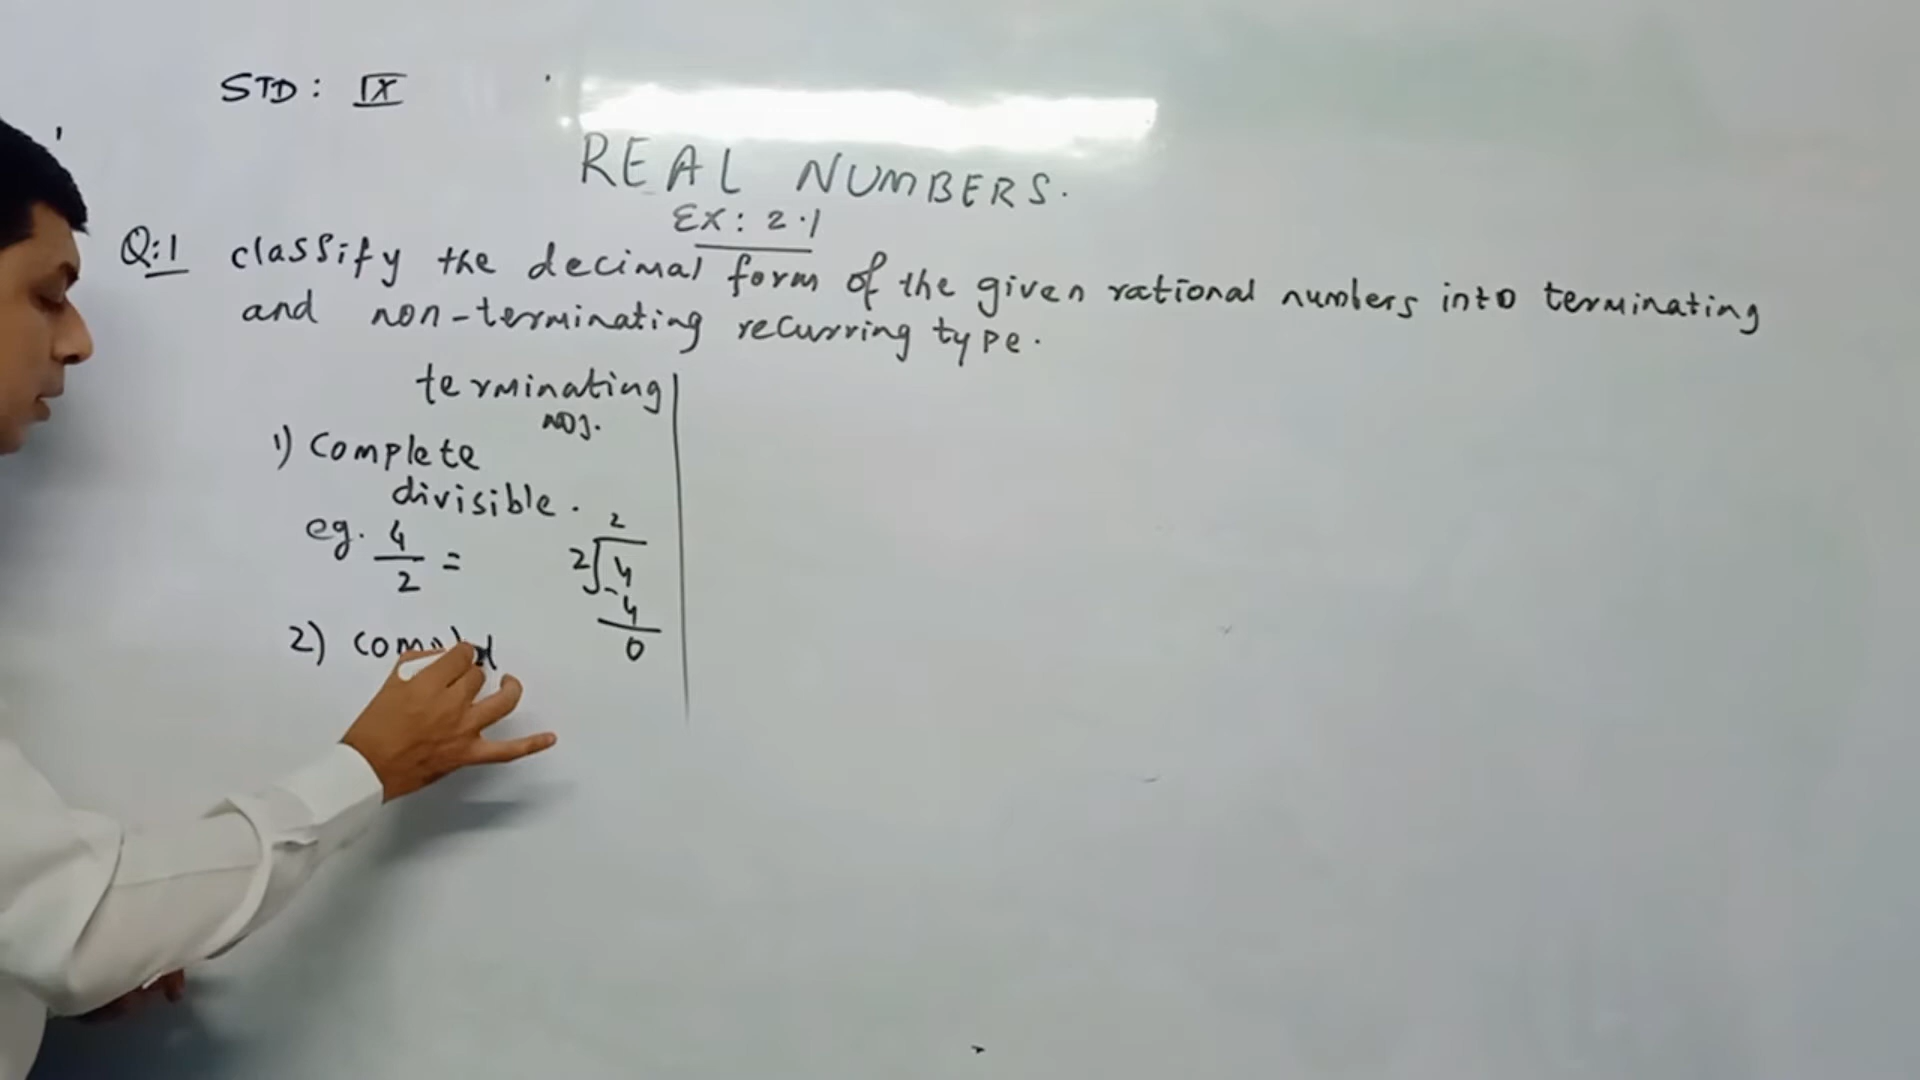 STD : IX
REAL NUMBERS.
EX : 2.1
Q:1 classify the decimal form of the given rational numbers into terminating
and non-terminating recurring type.
terminating
nos.
1) complete
divisible.
eg. 4/2 =
2
2 4
- 4
0
2)